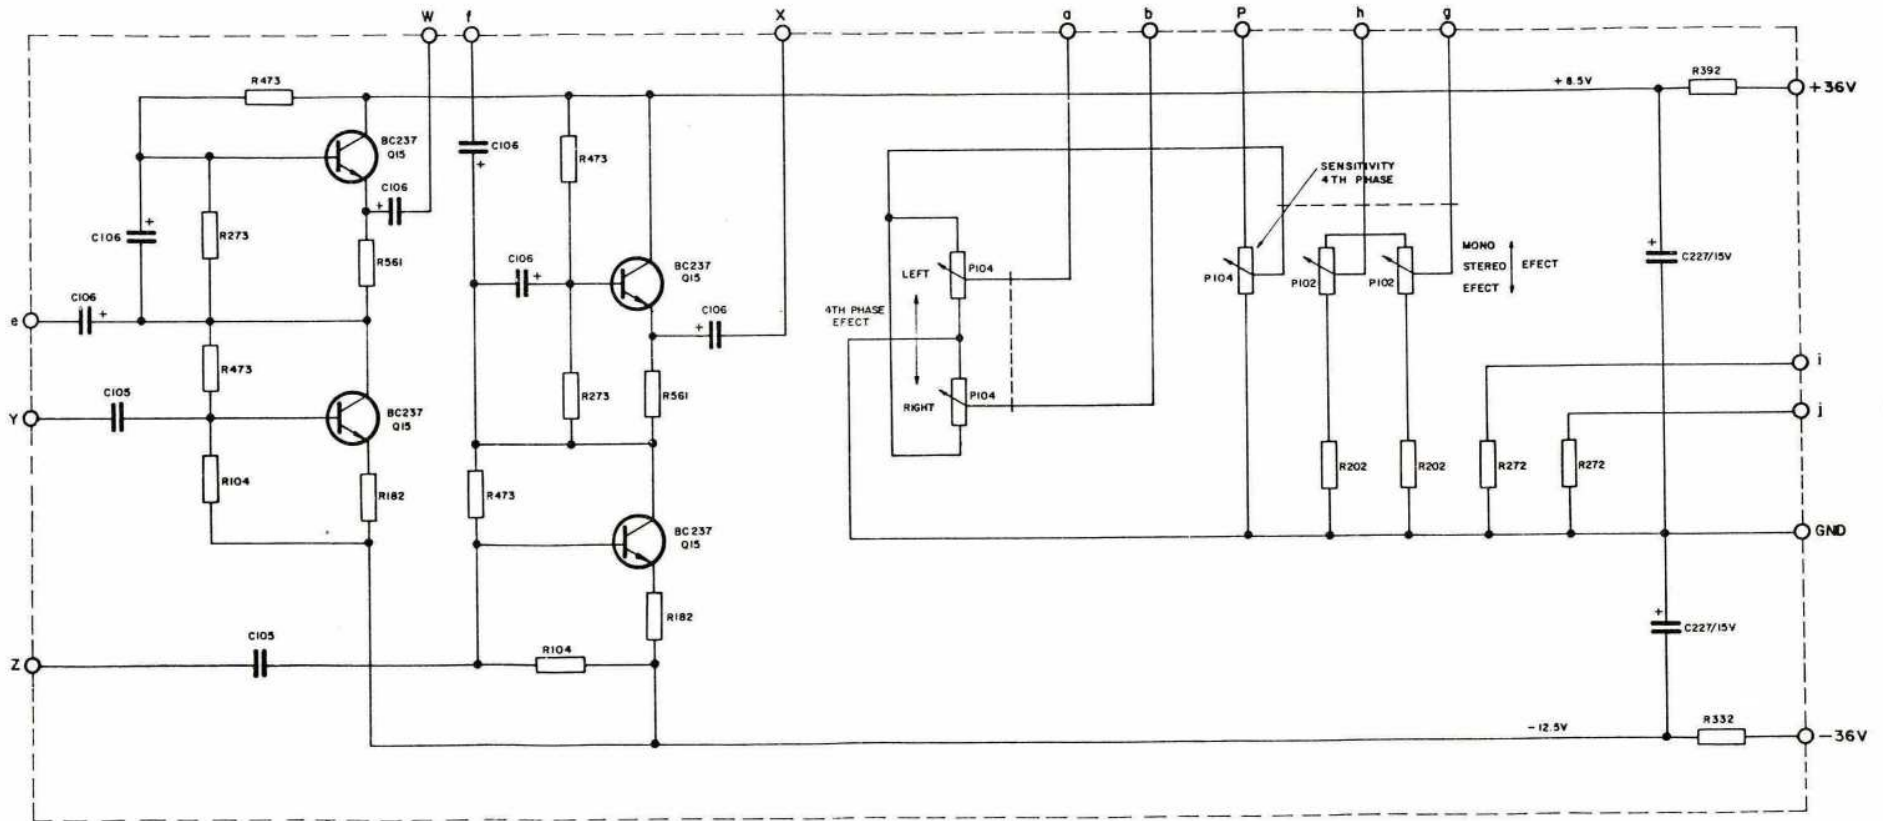 W
f
X
a
b
P
h
g
R473
+8.5V
R392
+36V
BC237
Q15
C106
+
R473
C106
+
SENSITIVITY
4TH PHASE
C106
+
R273
R561
C106
+
BC237
Q15
LEFT
P104
P104
P102
P102
MONO
STEREO
EFECT
EFECT
+
C227/15V
4TH PHASE
EFECT
C106
+
e
C106
+
R473
i
C105
Y
BC237
Q15
R273
R561
RIGHT
P104
j
R104
R182
R473
R202
R202
R272
R272
BC237
Q15
GND
R182
+
C227/15V
C105
Z
R104
-12.5V
R332
-36V